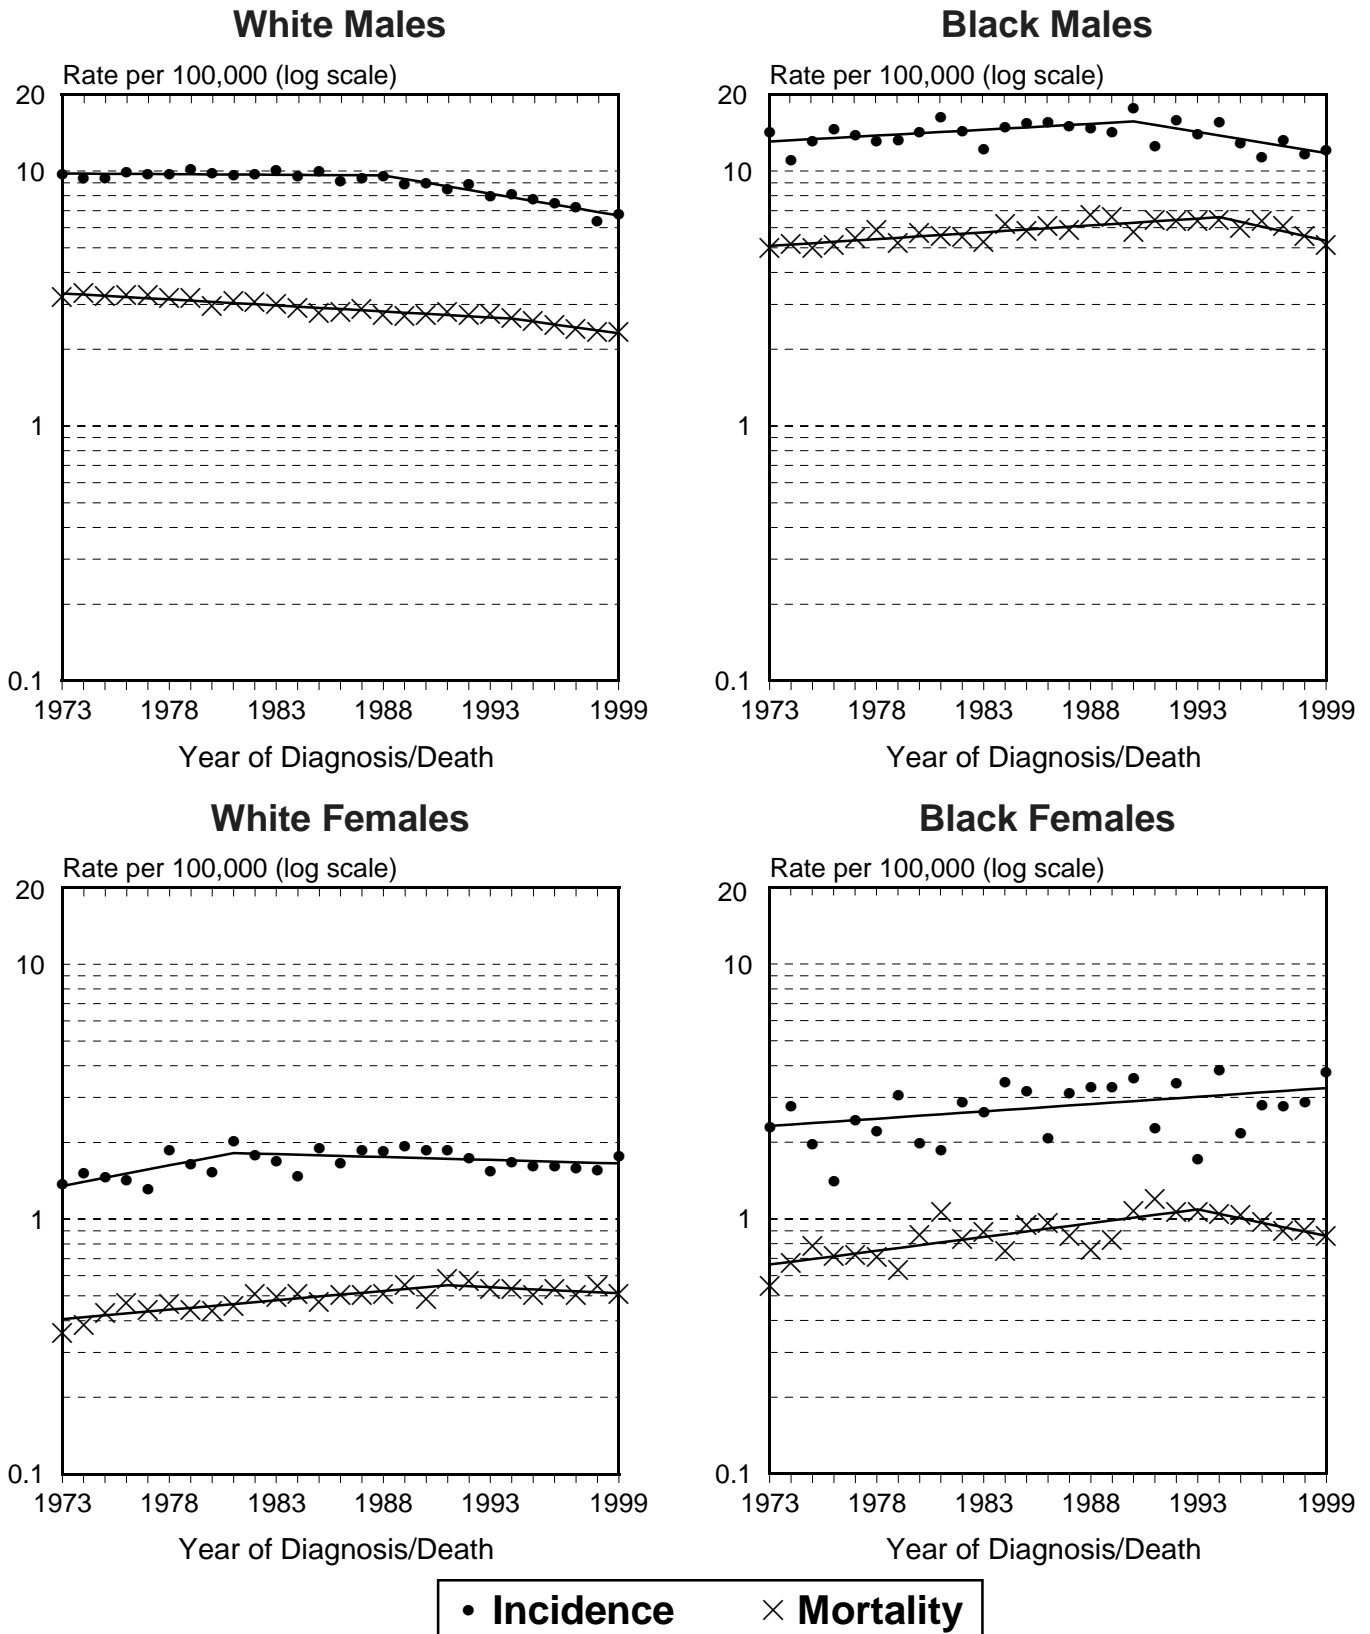 White Males
Rate per 100,000 (log scale)
20
10
1
0.1
1973 1978 1983 1988 1993 1999
Year of Diagnosis/Death
Black Males
Rate per 100,000 (log scale)
20
10
1
0.1
1973 1978 1983 1988 1993 1999
Year of Diagnosis/Death
White Females
Rate per 100,000 (log scale)
20
10
1
0.1
1973 1978 1983 1988 1993 1999
Year of Diagnosis/Death
Black Females
Rate per 100,000 (log scale)
20
10
1
0.1
1973 1978 1983 1988 1993 1999
Year of Diagnosis/Death
Incidence Mortality